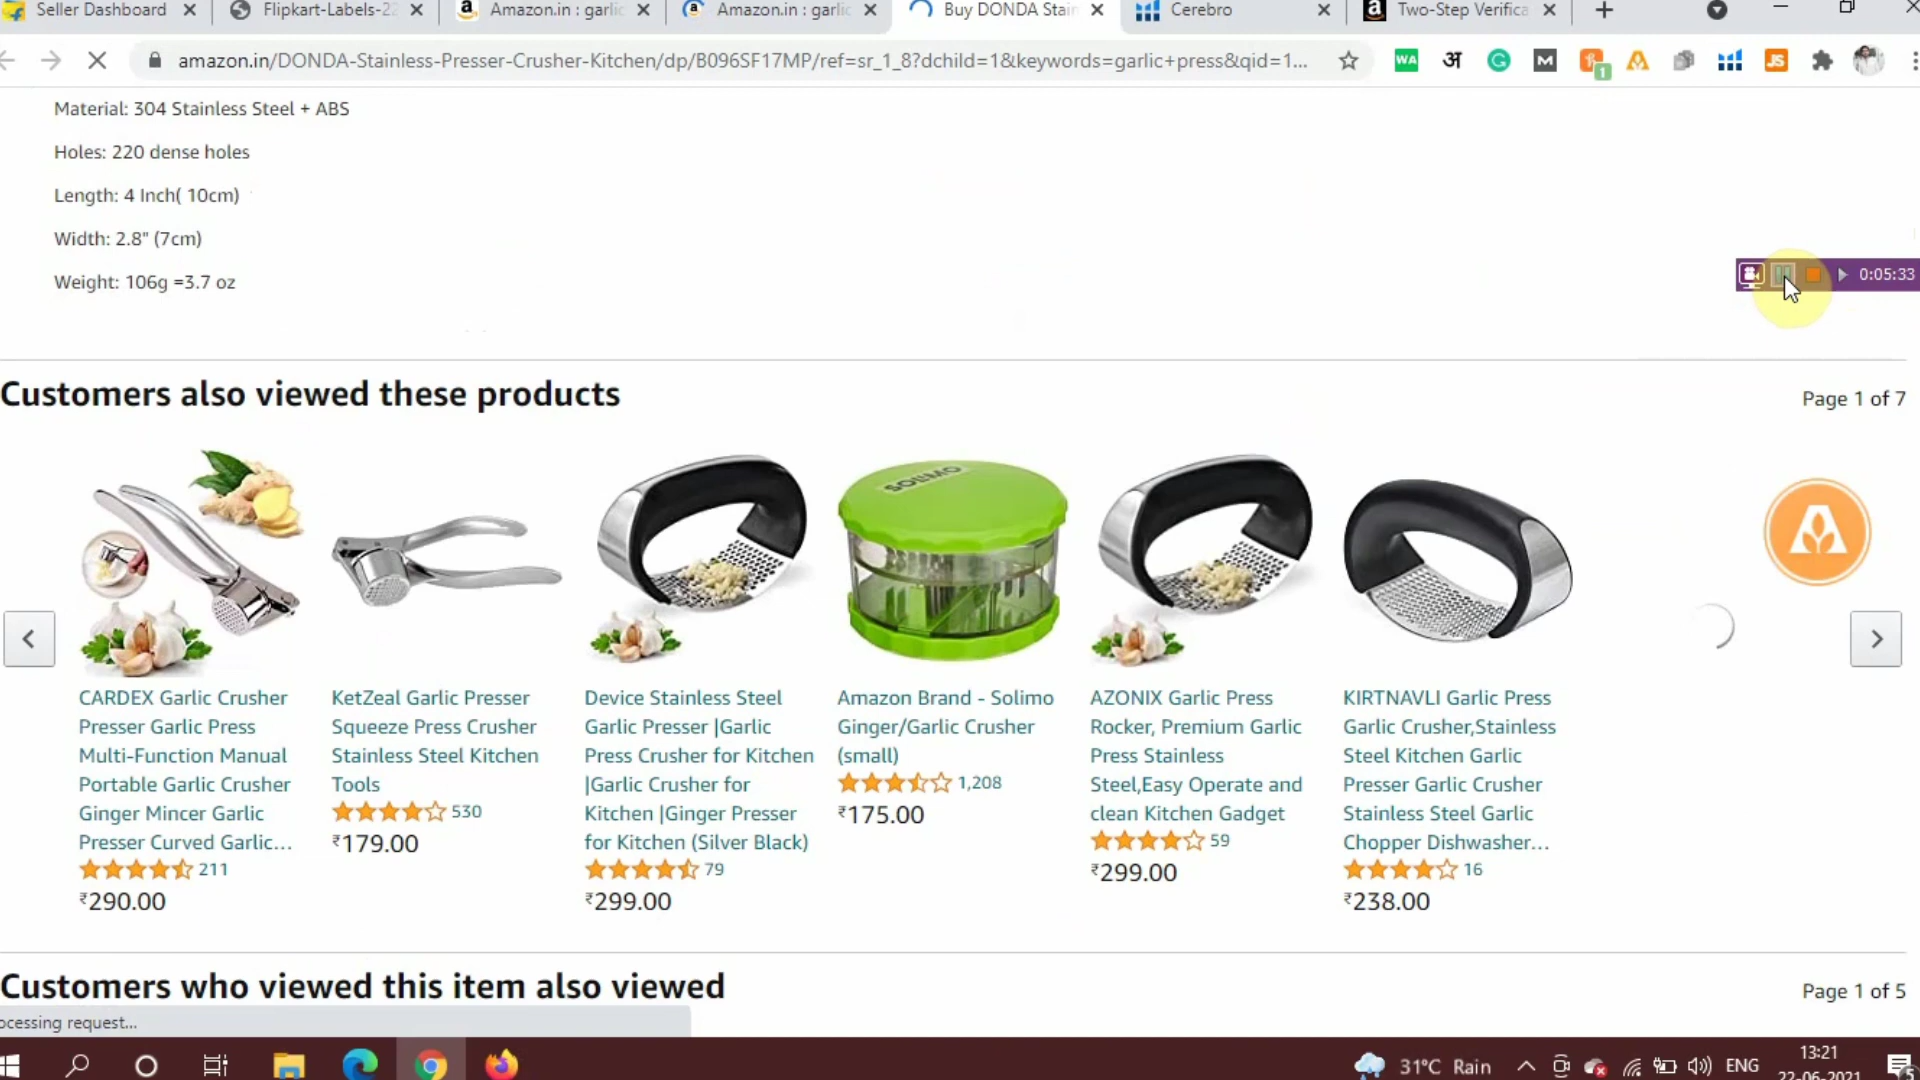 Seller Dashboard
Flipkart-Labels-22
Amazon.in : garlic
Amazon.in : garlic
Buy DONDA Stain
Cerebro
Two-Step Verifica
amazon.in/DONDA-Stainless-Presser-Crusher-Kitchen/dp/B096SF17MP/ref=sr_1_8?dchild=1&keywords=garlic+press&qid=1...
WA
अ
G
M
1
JS
Material: 304 Stainless Steel + ABS
Holes: 220 dense holes
Length: 4 Inch( 10cm)
Width: 2.8" (7cm)
Weight: 106g =3.7 oz
0:05:33
Customers also viewed these products
Page 1 of 7
SOLIMO
CARDEX Garlic Crusher
Presser Garlic Press
Multi-Function Manual
Portable Garlic Crusher
Ginger Mincer Garlic
Presser Curved Garlic...
211
₹290.00
KetZeal Garlic Presser
Squeeze Press Crusher
Stainless Steel Kitchen
Tools
530
₹179.00
Device Stainless Steel
Garlic Presser |Garlic
Press Crusher for Kitchen
|Garlic Crusher for
Kitchen |Ginger Presser
for Kitchen (Silver Black)
79
₹299.00
Amazon Brand - Solimo
Ginger/Garlic Crusher
(small)
1,208
₹175.00
AZONIX Garlic Press
Rocker, Premium Garlic
Press Stainless
Steel,Easy Operate and
clean Kitchen Gadget
59
₹299.00
KIRTNAVLI Garlic Press
Garlic Crusher,Stainless
Steel Kitchen Garlic
Presser Garlic Crusher
Stainless Steel Garlic
Chopper Dishwasher...
16
₹238.00
Customers who viewed this item also viewed
Page 1 of 5
ocessing request...
31°C Rain
ENG
13:21
22-06-2021
5